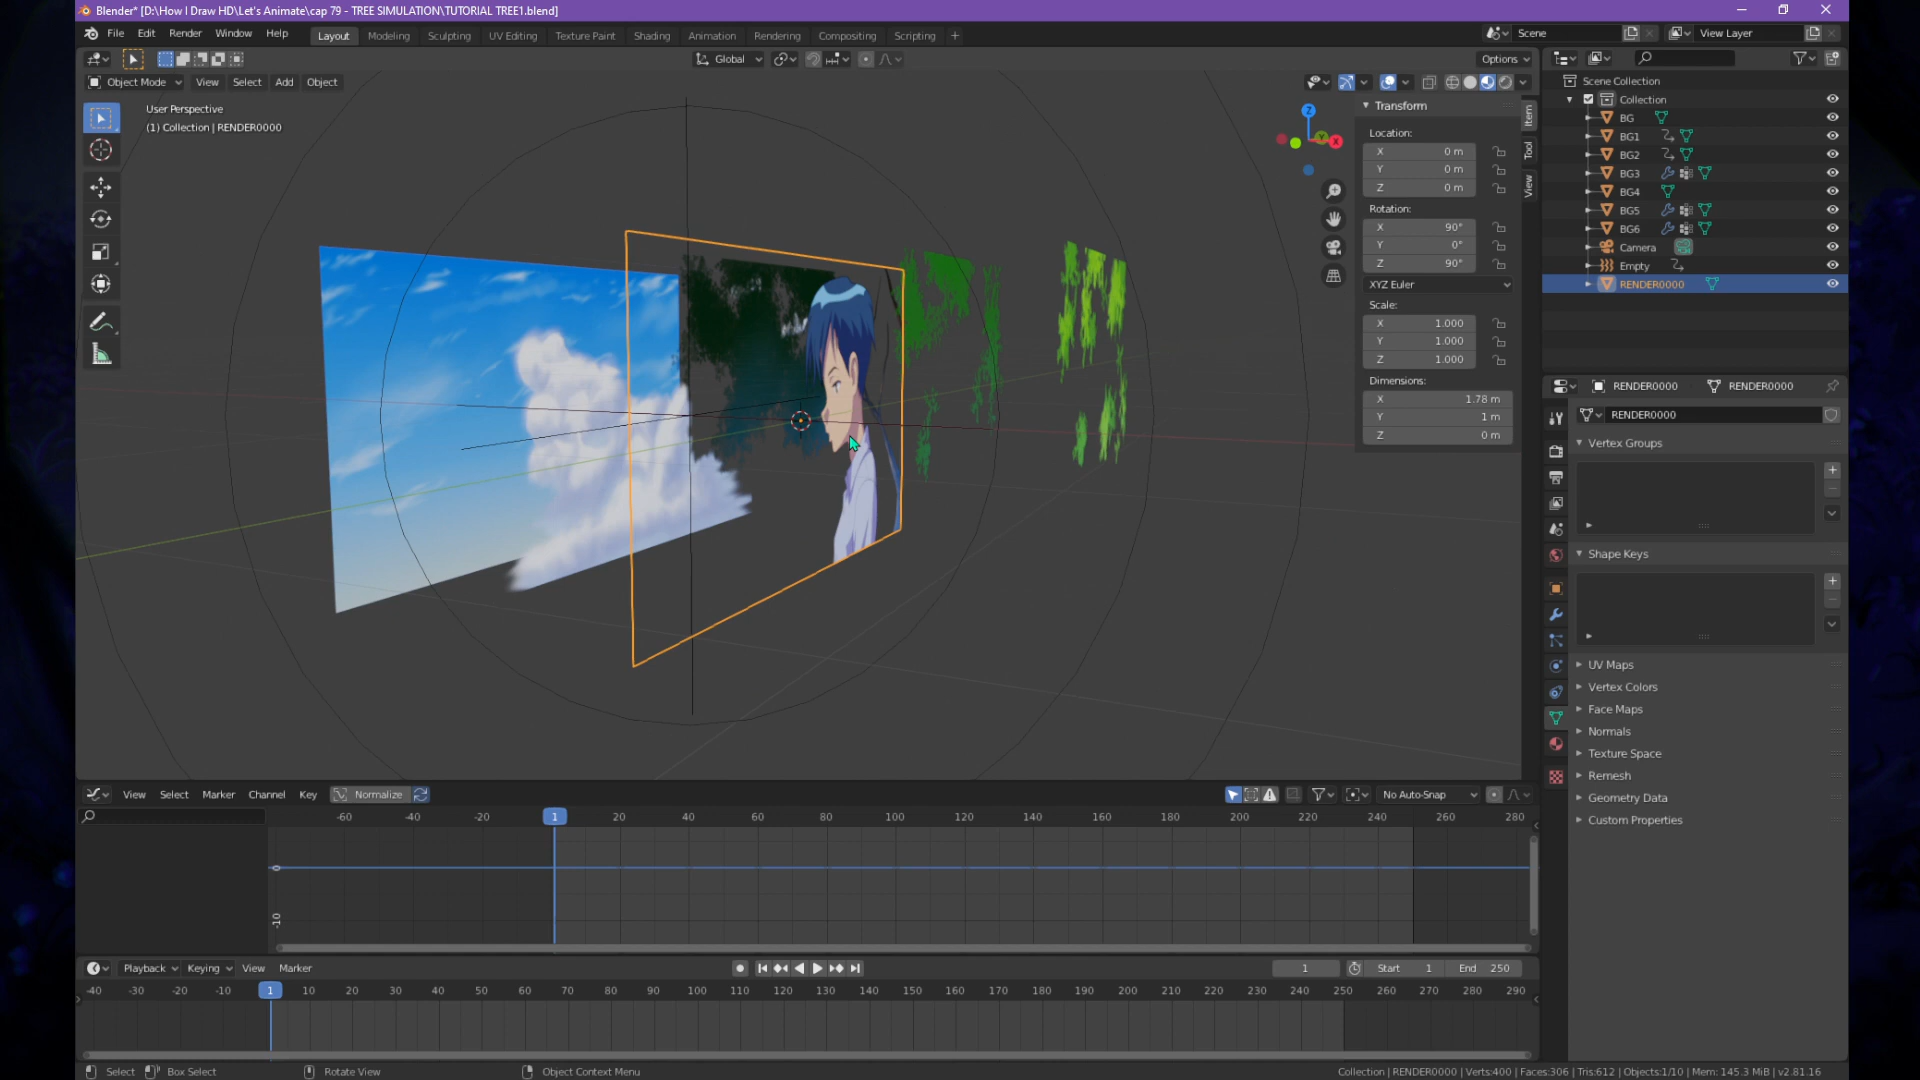 Blender* [D:\How I Draw HD\Let's Animate\cap 79 - TREE SIMULATION\TUTORIAL TREE1.blend]
File Edit Render Window Help Layout Modeling Sculpting UV Editing Texture Paint Shading Animation Rendering Compositing Scripting + Scene View Layer
Global Options
Object Mode View Select Add Object
User Perspective
(1) Collection | RENDER0000
Transform
Location:
X 0 m
Y 0 m
Z 0 m
Rotation:
X 90°
Y 0°
Z 90°
XYZ Euler
Scale:
X 1.000
Y 1.000
Z 1.000
Dimensions:
X 1.78 m
Y 1 m
Z 0 m
Item
Tool
View
Z
Y
X
Scene Collection
Collection
BG
BG1
BG2
BG3
BG4
BG5
BG6
Camera
Empty
RENDER0000
RENDER0000 RENDER0000
RENDER0000
Vertex Groups
Shape Keys
UV Maps
Vertex Colors
Face Maps
Normals
Texture Space
Remesh
Geometry Data
Custom Properties
View Select Marker Channel Key Normalize No Auto-Snap
-60 -40 -20 1 20 40 60 80 100 120 140 160 180 200 220 240 260 280
0
-10
Playback Keying View Marker 1 Start 1 End 250
-40 -30 -20 -10 1 10 20 30 40 50 60 70 80 90 100 110 120 130 140 150 160 170 180 190 200 210 220 230 240 250 260 270 280 290
Select Box Select Rotate View Object Context Menu Collection | RENDER0000 | Verts:400 | Faces:306 | Tris:612 | Objects:1/10 | Mem: 145.3 MiB | v2.81.16